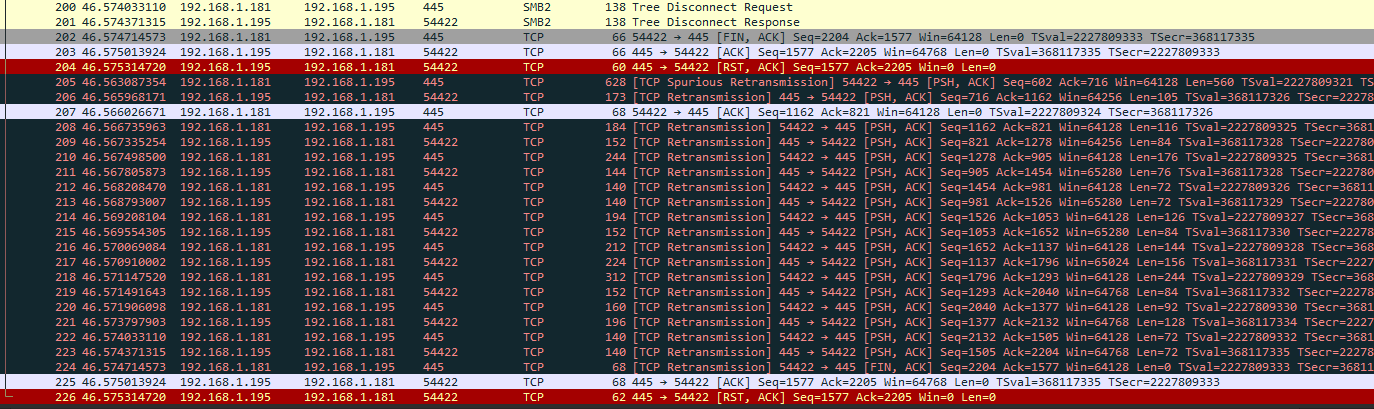 200 46.574033110 192.168.1.181 192.168.1.195 445 SMB2 138 Tree Disconnect Request
201 46.574371315 192.168.1.195 192.168.1.181 54422 SMB2 138 Tree Disconnect Response
202 46.574714573 192.168.1.181 192.168.1.195 445 TCP 66 54422 → 445 [FIN, ACK] Seq=2204 Ack=1577 Win=64128 Len=0 TSval=2227809333 TSecr=368117335
203 46.575013924 192.168.1.195 192.168.1.181 54422 TCP 66 445 → 54422 [ACK] Seq=1577 Ack=2205 Win=64768 Len=0 TSval=368117335 TSecr=2227809333
204 46.575314720 192.168.1.195 192.168.1.181 54422 TCP 60 445 → 54422 [RST, ACK] Seq=1577 Ack=2205 Win=0 Len=0
205 46.563087354 192.168.1.181 192.168.1.195 445 TCP 628 [TCP Spurious Retransmission] 54422 → 445 [PSH, ACK] Seq=602 Ack=716 Win=64128 Len=560 TSval=2227809321 TS
206 46.565968171 192.168.1.195 192.168.1.181 54422 TCP 173 [TCP Retransmission] 445 → 54422 [PSH, ACK] Seq=716 Ack=1162 Win=64256 Len=105 TSval=368117326 TSecr=22278
207 46.566026671 192.168.1.181 192.168.1.195 445 TCP 68 54422 → 445 [ACK] Seq=1162 Ack=821 Win=64128 Len=0 TSval=2227809324 TSecr=368117326
208 46.566735963 192.168.1.181 192.168.1.195 445 TCP 184 [TCP Retransmission] 54422 → 445 [PSH, ACK] Seq=1162 Ack=821 Win=64128 Len=116 TSval=2227809325 TSecr=3681
209 46.567335254 192.168.1.195 192.168.1.181 54422 TCP 152 [TCP Retransmission] 445 → 54422 [PSH, ACK] Seq=821 Ack=1278 Win=64256 Len=84 TSval=368117328 TSecr=222780
210 46.567498500 192.168.1.181 192.168.1.195 445 TCP 244 [TCP Retransmission] 54422 → 445 [PSH, ACK] Seq=1278 Ack=905 Win=64128 Len=176 TSval=2227809325 TSecr=3681
211 46.567805873 192.168.1.195 192.168.1.181 54422 TCP 144 [TCP Retransmission] 445 → 54422 [PSH, ACK] Seq=905 Ack=1454 Win=65280 Len=76 TSval=368117328 TSecr=222780
212 46.568208470 192.168.1.181 192.168.1.195 445 TCP 140 [TCP Retransmission] 54422 → 445 [PSH, ACK] Seq=1454 Ack=981 Win=64128 Len=72 TSval=2227809326 TSecr=36811
213 46.568793007 192.168.1.195 192.168.1.181 54422 TCP 140 [TCP Retransmission] 445 → 54422 [PSH, ACK] Seq=981 Ack=1526 Win=65280 Len=72 TSval=368117329 TSecr=222780
214 46.569208104 192.168.1.181 192.168.1.195 445 TCP 194 [TCP Retransmission] 54422 → 445 [PSH, ACK] Seq=1526 Ack=1053 Win=64128 Len=126 TSval=2227809327 TSecr=368
215 46.569554305 192.168.1.195 192.168.1.181 54422 TCP 152 [TCP Retransmission] 445 → 54422 [PSH, ACK] Seq=1053 Ack=1652 Win=65280 Len=84 TSval=368117330 TSecr=22278
216 46.570069084 192.168.1.181 192.168.1.195 445 TCP 212 [TCP Retransmission] 54422 → 445 [PSH, ACK] Seq=1652 Ack=1137 Win=64128 Len=144 TSval=2227809328 TSecr=368
217 46.570910002 192.168.1.195 192.168.1.181 54422 TCP 224 [TCP Retransmission] 445 → 54422 [PSH, ACK] Seq=1137 Ack=1796 Win=65024 Len=156 TSval=368117331 TSecr=2227
218 46.571147520 192.168.1.181 192.168.1.195 445 TCP 312 [TCP Retransmission] 54422 → 445 [PSH, ACK] Seq=1796 Ack=1293 Win=64128 Len=244 TSval=2227809329 TSecr=368
219 46.571491643 192.168.1.195 192.168.1.181 54422 TCP 152 [TCP Retransmission] 445 → 54422 [PSH, ACK] Seq=1293 Ack=2040 Win=64768 Len=84 TSval=368117332 TSecr=22278
220 46.571906098 192.168.1.181 192.168.1.195 445 TCP 160 [TCP Retransmission] 54422 → 445 [PSH, ACK] Seq=2040 Ack=1377 Win=64128 Len=92 TSval=2227809330 TSecr=3681
221 46.573797903 192.168.1.195 192.168.1.181 54422 TCP 196 [TCP Retransmission] 445 → 54422 [PSH, ACK] Seq=1377 Ack=2132 Win=64768 Len=128 TSval=368117334 TSecr=2227
222 46.574033110 192.168.1.181 192.168.1.195 445 TCP 140 [TCP Retransmission] 54422 → 445 [PSH, ACK] Seq=2132 Ack=1505 Win=64128 Len=72 TSval=2227809332 TSecr=3681
223 46.574371315 192.168.1.195 192.168.1.181 54422 TCP 140 [TCP Retransmission] 445 → 54422 [PSH, ACK] Seq=1505 Ack=2204 Win=64768 Len=72 TSval=368117335 TSecr=22278
224 46.574714573 192.168.1.181 192.168.1.195 445 TCP 68 [TCP Retransmission] 54422 → 445 [FIN, ACK] Seq=2204 Ack=1577 Win=64128 Len=0 TSval=2227809333 TSecr=36811
225 46.575013924 192.168.1.195 192.168.1.181 54422 TCP 68 445 → 54422 [ACK] Seq=1577 Ack=2205 Win=64768 Len=0 TSval=368117335 TSecr=2227809333
226 46.575314720 192.168.1.195 192.168.1.181 54422 TCP 62 445 → 54422 [RST, ACK] Seq=1577 Ack=2205 Win=0 Len=0